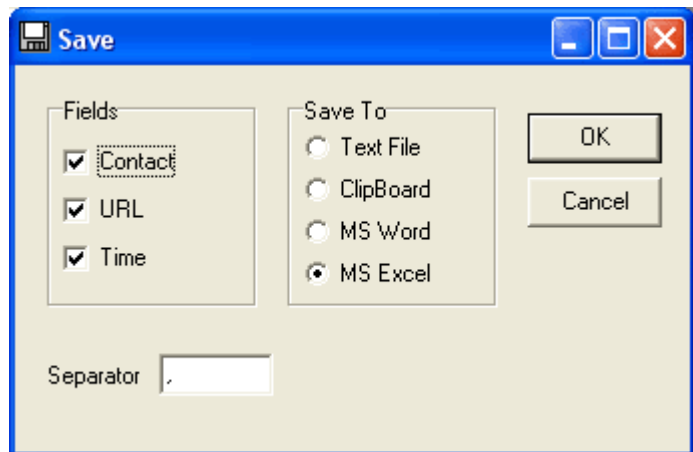 Save
Fields
Contact
URL
Time
Save To
Text File
ClipBoard
MS Word
MS Excel
OK
Cancel
Separator ,